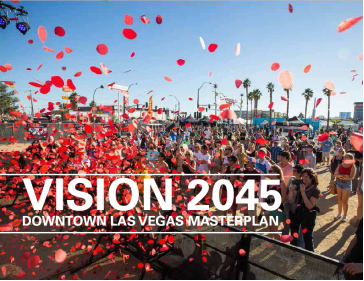 VISION 2045
DOWNTOWN LAS VEGAS MASTERPLAN